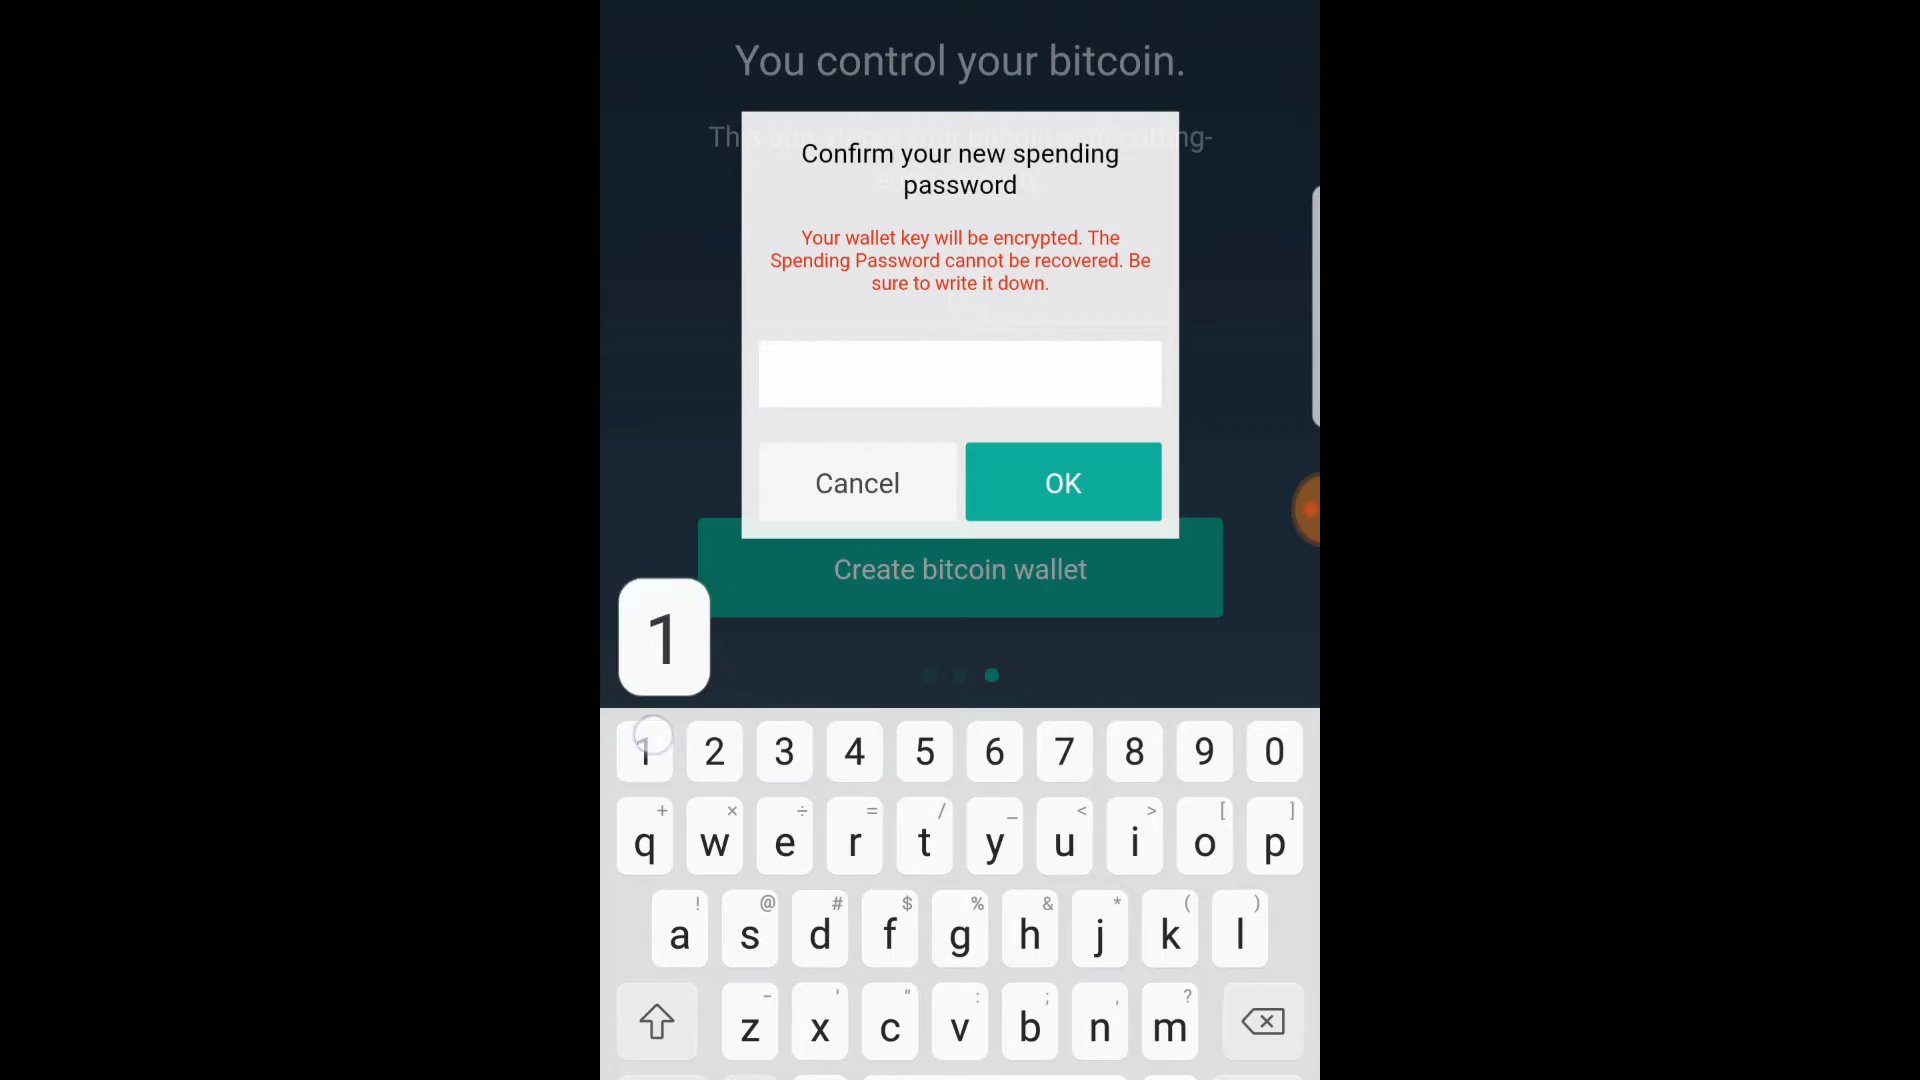 You control your bitcoin.
Confirm your new spending
password
Your wallet key will be encrypted. The
Spending Password cannot be recovered. Be
sure to write it down.
Cancel OK
Create bitcoin wallet
1
1 2 3 4 5 6 7 8 9 0
+ × ÷ = / _ < > [ ]
q w e r t y u i o p
! @ # $ % & * ( )
a s d f g h j k l
- ' " : ; , ?
z x c v b n m